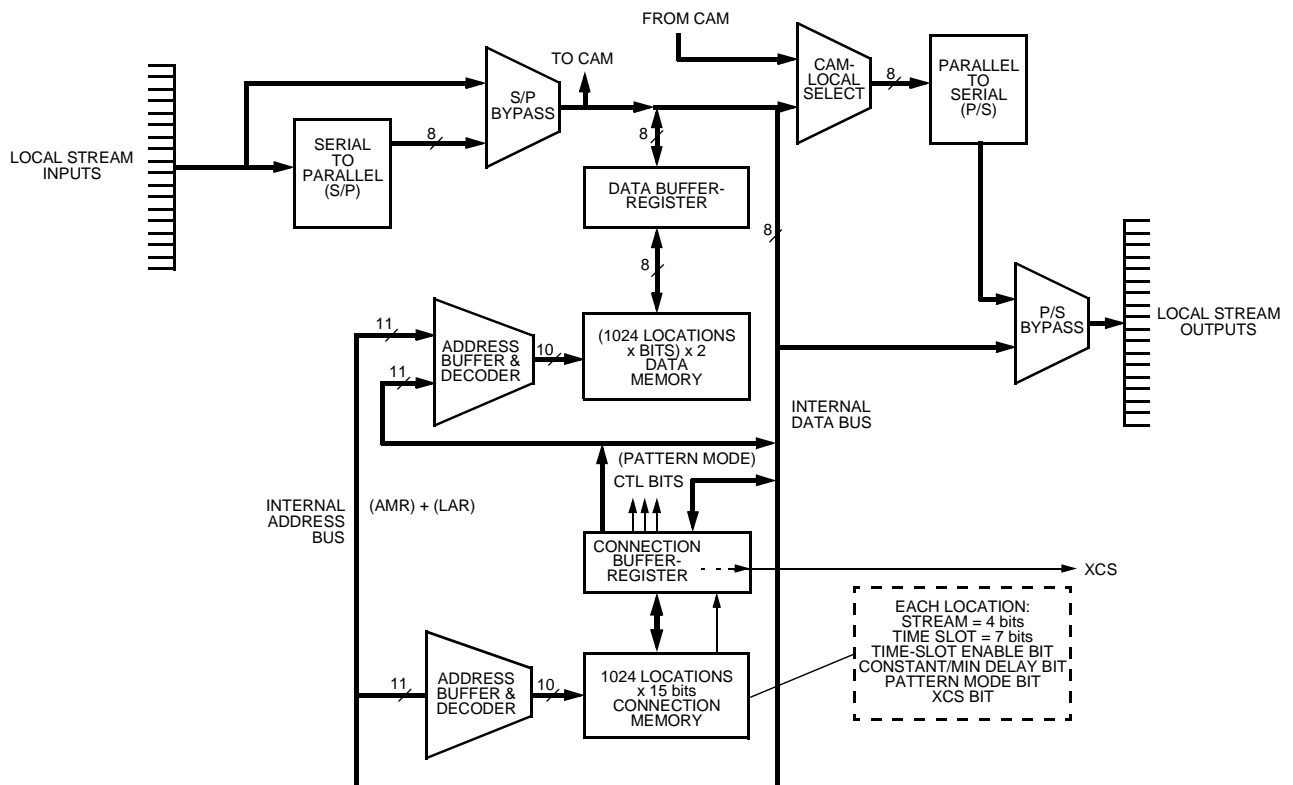 FROM CAM
TO CAM
S/P
BYPASS
CAM-
LOCAL
SELECT
8
PARALLEL
TO
SERIAL
(P/S)
LOCAL STREAM
INPUTS
SERIAL
TO
PARALLEL
(S/P)
8
8
DATA BUFFER-
REGISTER
8
8
P/S
BYPASS
LOCAL STREAM
OUTPUTS
11
11
ADDRESS
BUFFER &
DECODER
10
(1024 LOCATIONS
x BITS) x 2
DATA
MEMORY
INTERNAL
DATA BUS
(PATTERN MODE)
CTL BITS
INTERNAL
ADDRESS
BUS
(AMR) + (LAR)
CONNECTION
BUFFER-
REGISTER
XCS
EACH LOCATION:
STREAM = 4 bits
TIME SLOT = 7 bits
TIME-SLOT ENABLE BIT
CONSTANT/MIN DELAY BIT
PATTERN MODE BIT
XCS BIT
11
ADDRESS
BUFFER &
DECODER
10
1024 LOCATIONS
x 15 bits
CONNECTION
MEMORY